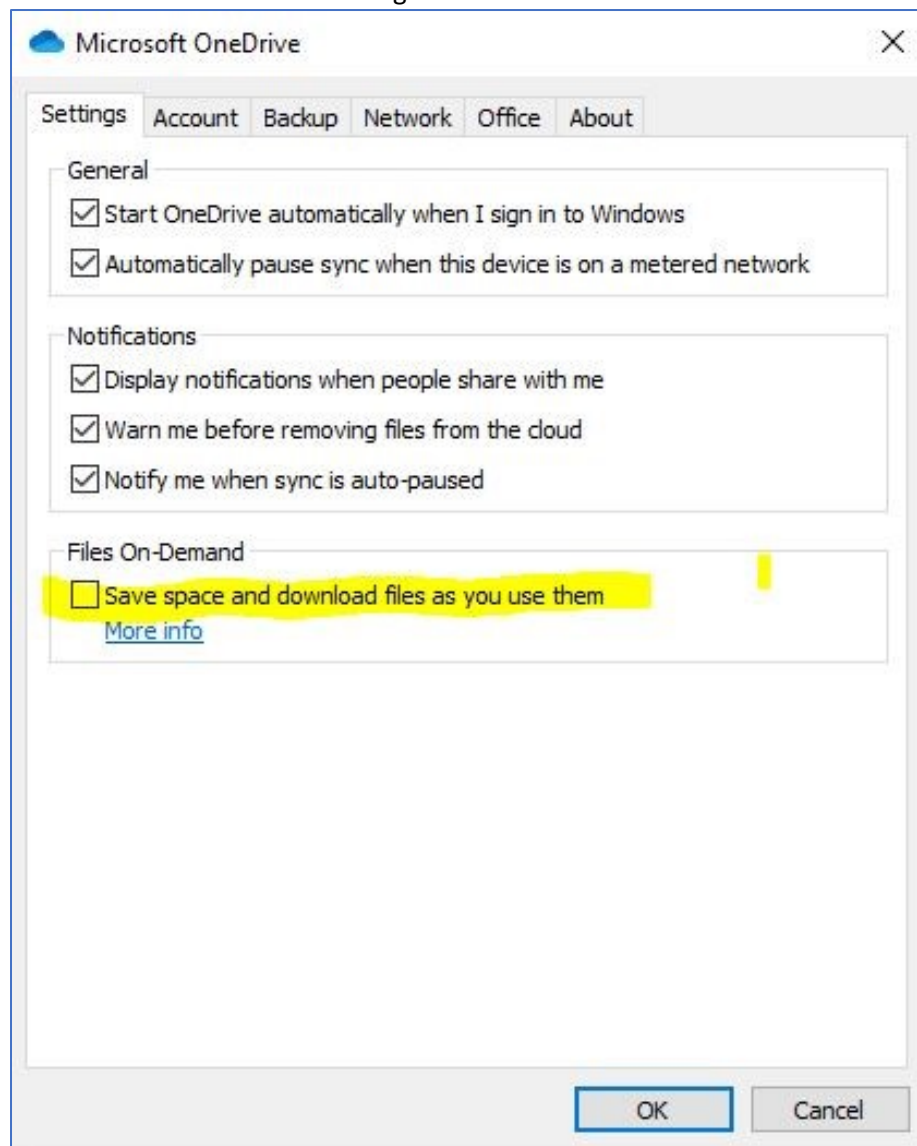 Microsoft OneDrive
Settings Account Backup Network Office About
General
Start OneDrive automatically when I sign in to Windows
Automatically pause sync when this device is on a metered network
Notifications
Display notifications when people share with me
Warn me before removing files from the cloud
Notify me when sync is auto-paused
Files On-Demand
Save space and download files as you use them
More info
OK Cancel